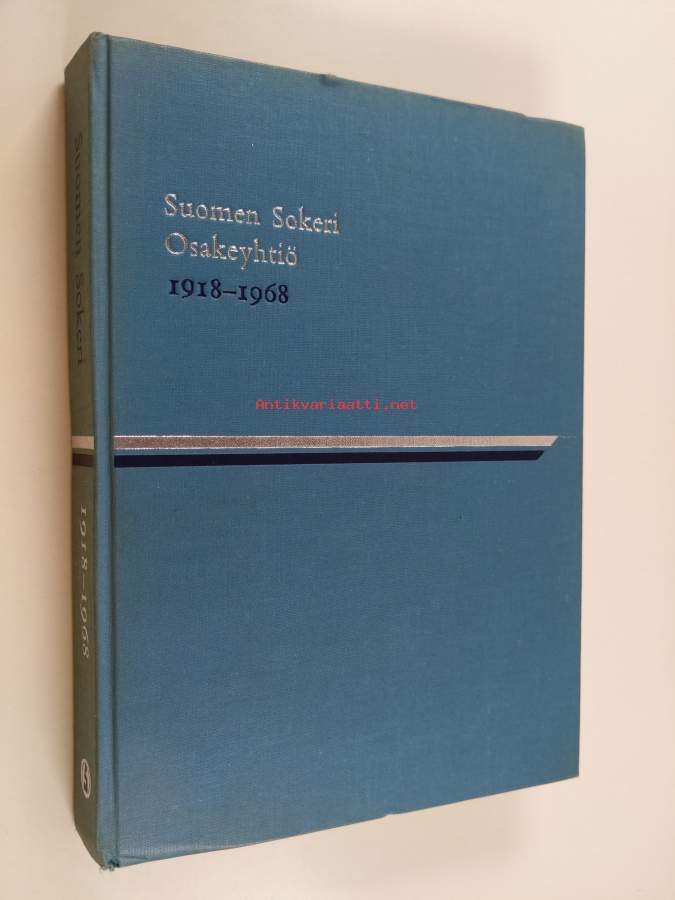 Suomen Sokeri
Osakeyhtiö
1918–1968
Antikvariaatti.net
Suomen Sokeri
1918–1968